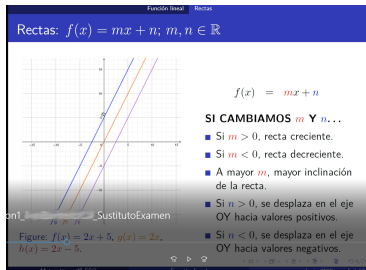 Función lineal Rectas
Rectas: f(x) = mx + n; m, n ∈ ℝ
f(x) = mx + n
SI CAMBIAMOS m Y n...
Si m > 0, recta creciente.
Si m < 0, recta decreciente.
A mayor m, mayor inclinación
de la recta.
Si n > 0, se desplaza en el eje
OY hacia valores positivos.
Si n < 0, se desplaza en el eje
OY hacia valores negativos.
on1_ _SustitutoExamen
Figure: f(x) = 2x + 5, g(x) = 2x,
h(x) = 2x − 5.